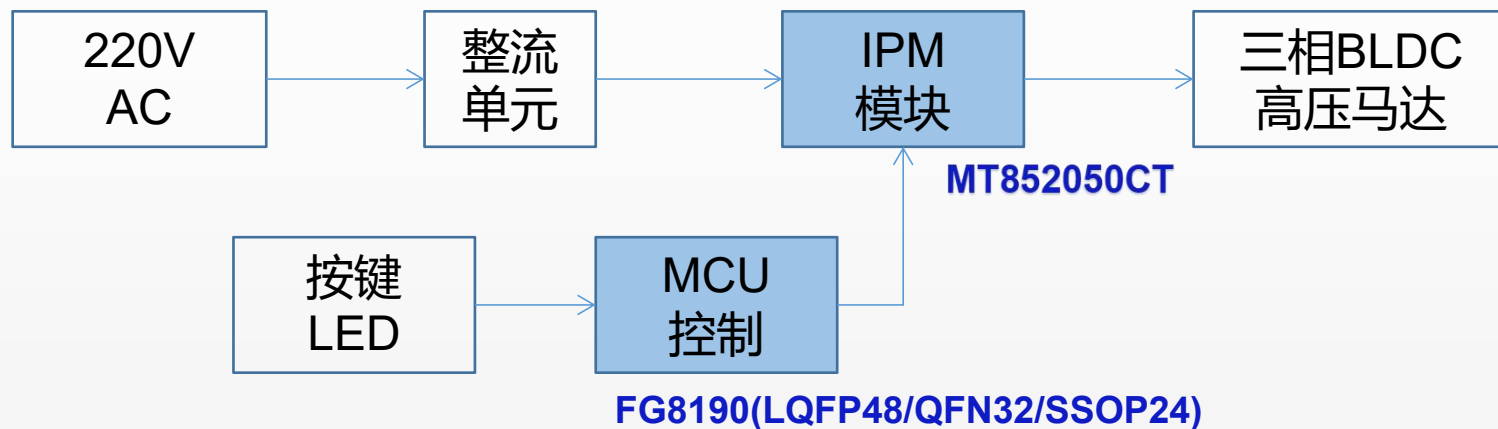 220V
AC
整流
单元
IPM
模块
三相BLDC
高压马达
MT852050CT
按键
LED
MCU
控制
FG8190(LQFP48/QFN32/SSOP24)